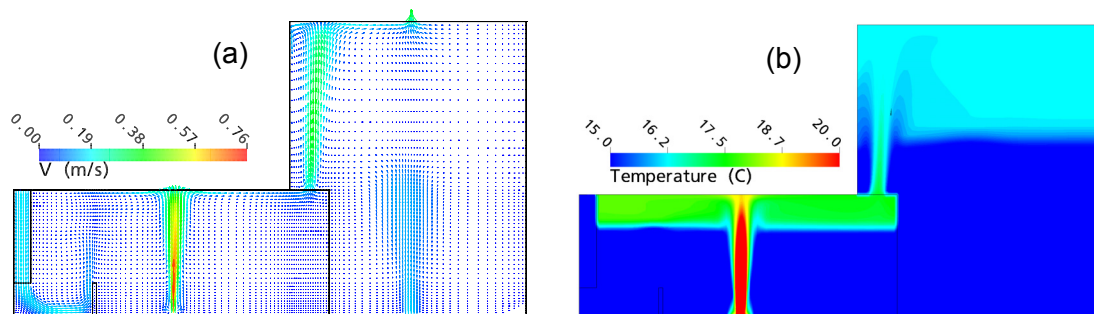 (a)
0.00 0.19 0.38 0.57 0.76
V (m/s)
(b)
15.0 16.2 17.5 18.7 20.0
Temperature (C)